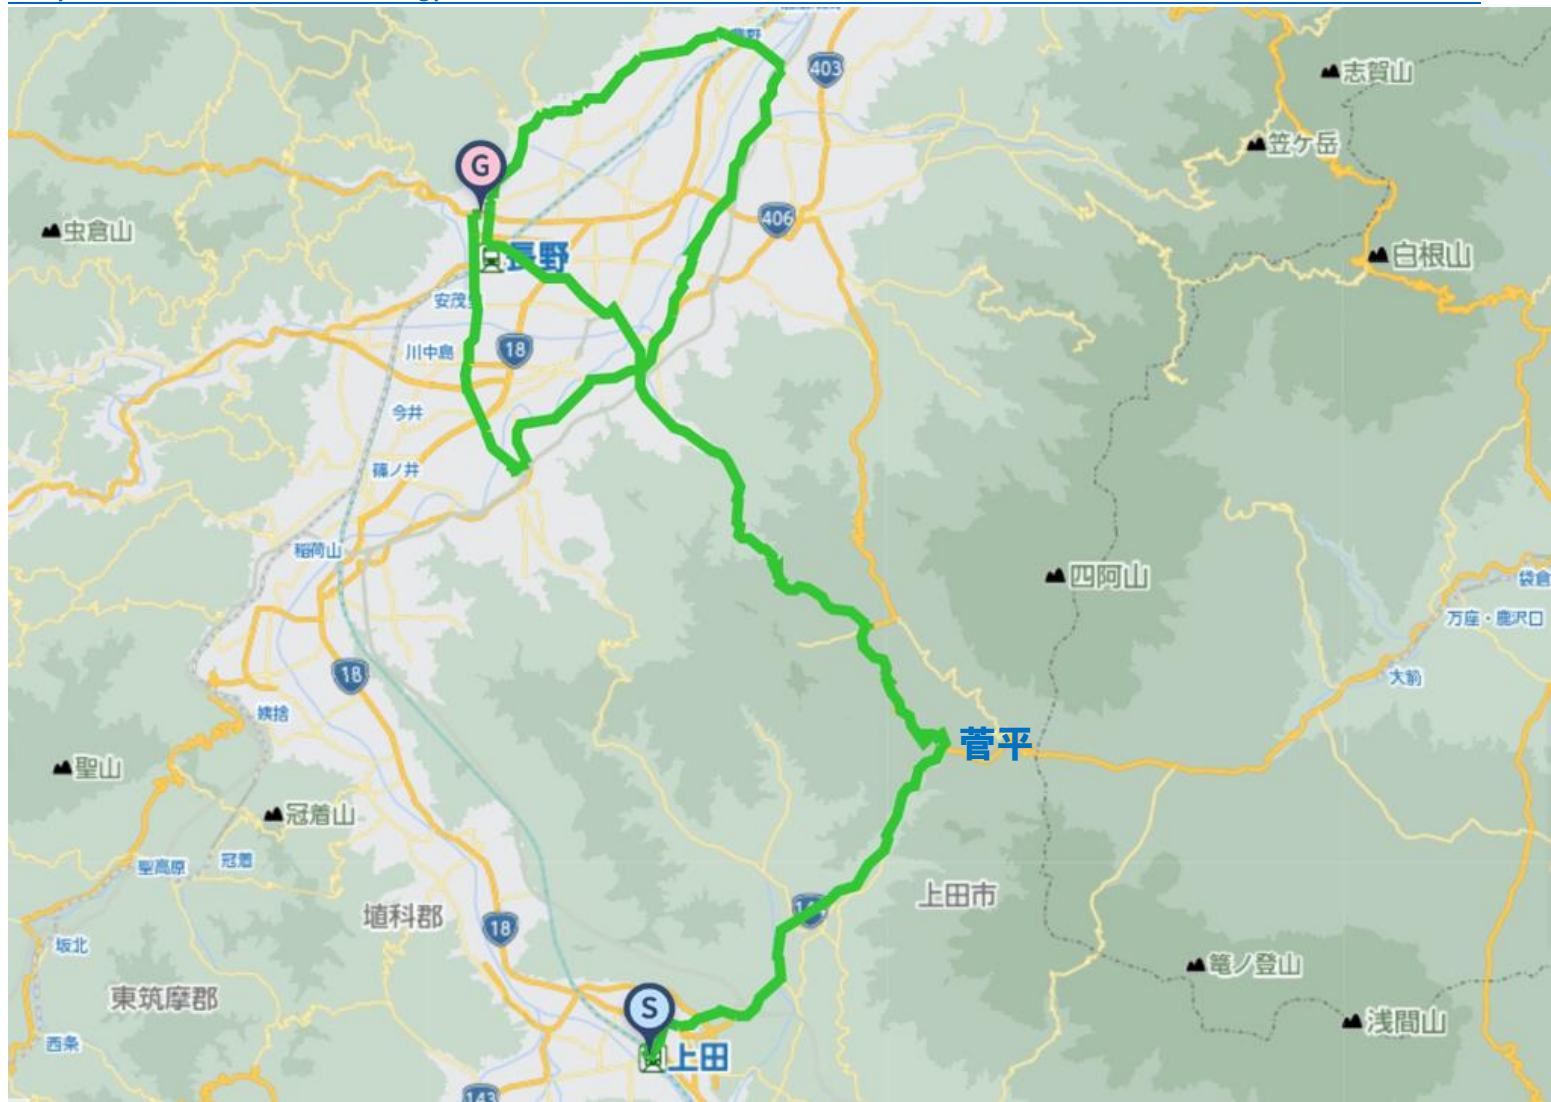 403
志賀山
笠ヶ岳
G
406
虫倉山
長野
白根山
18
川中島
今井
篠ノ井
稲荷山
四阿山
袋倉
万座・鹿沢口
18
大前
姨捨
菅平
聖山
冠着山
聖高原
冠着
上田市
埴科郡
18
坂北
篭ノ登山
東筑摩郡
S
浅間山
西条
上田
143